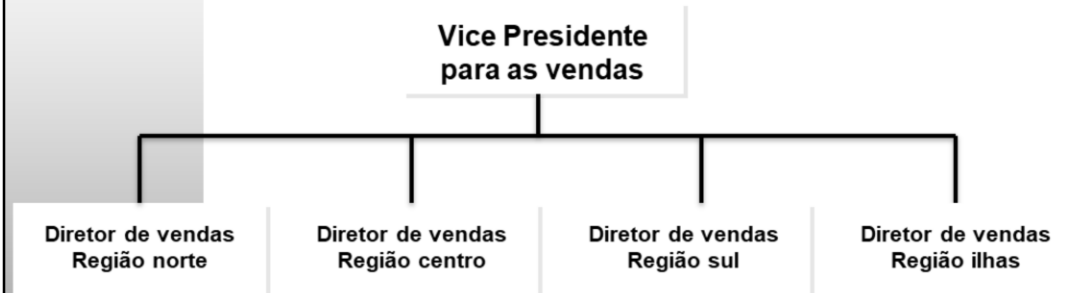 Vice Presidente
para as vendas
Diretor de vendas
Região norte
Diretor de vendas
Região centro
Diretor de vendas
Região sul
Diretor de vendas
Região ilhas